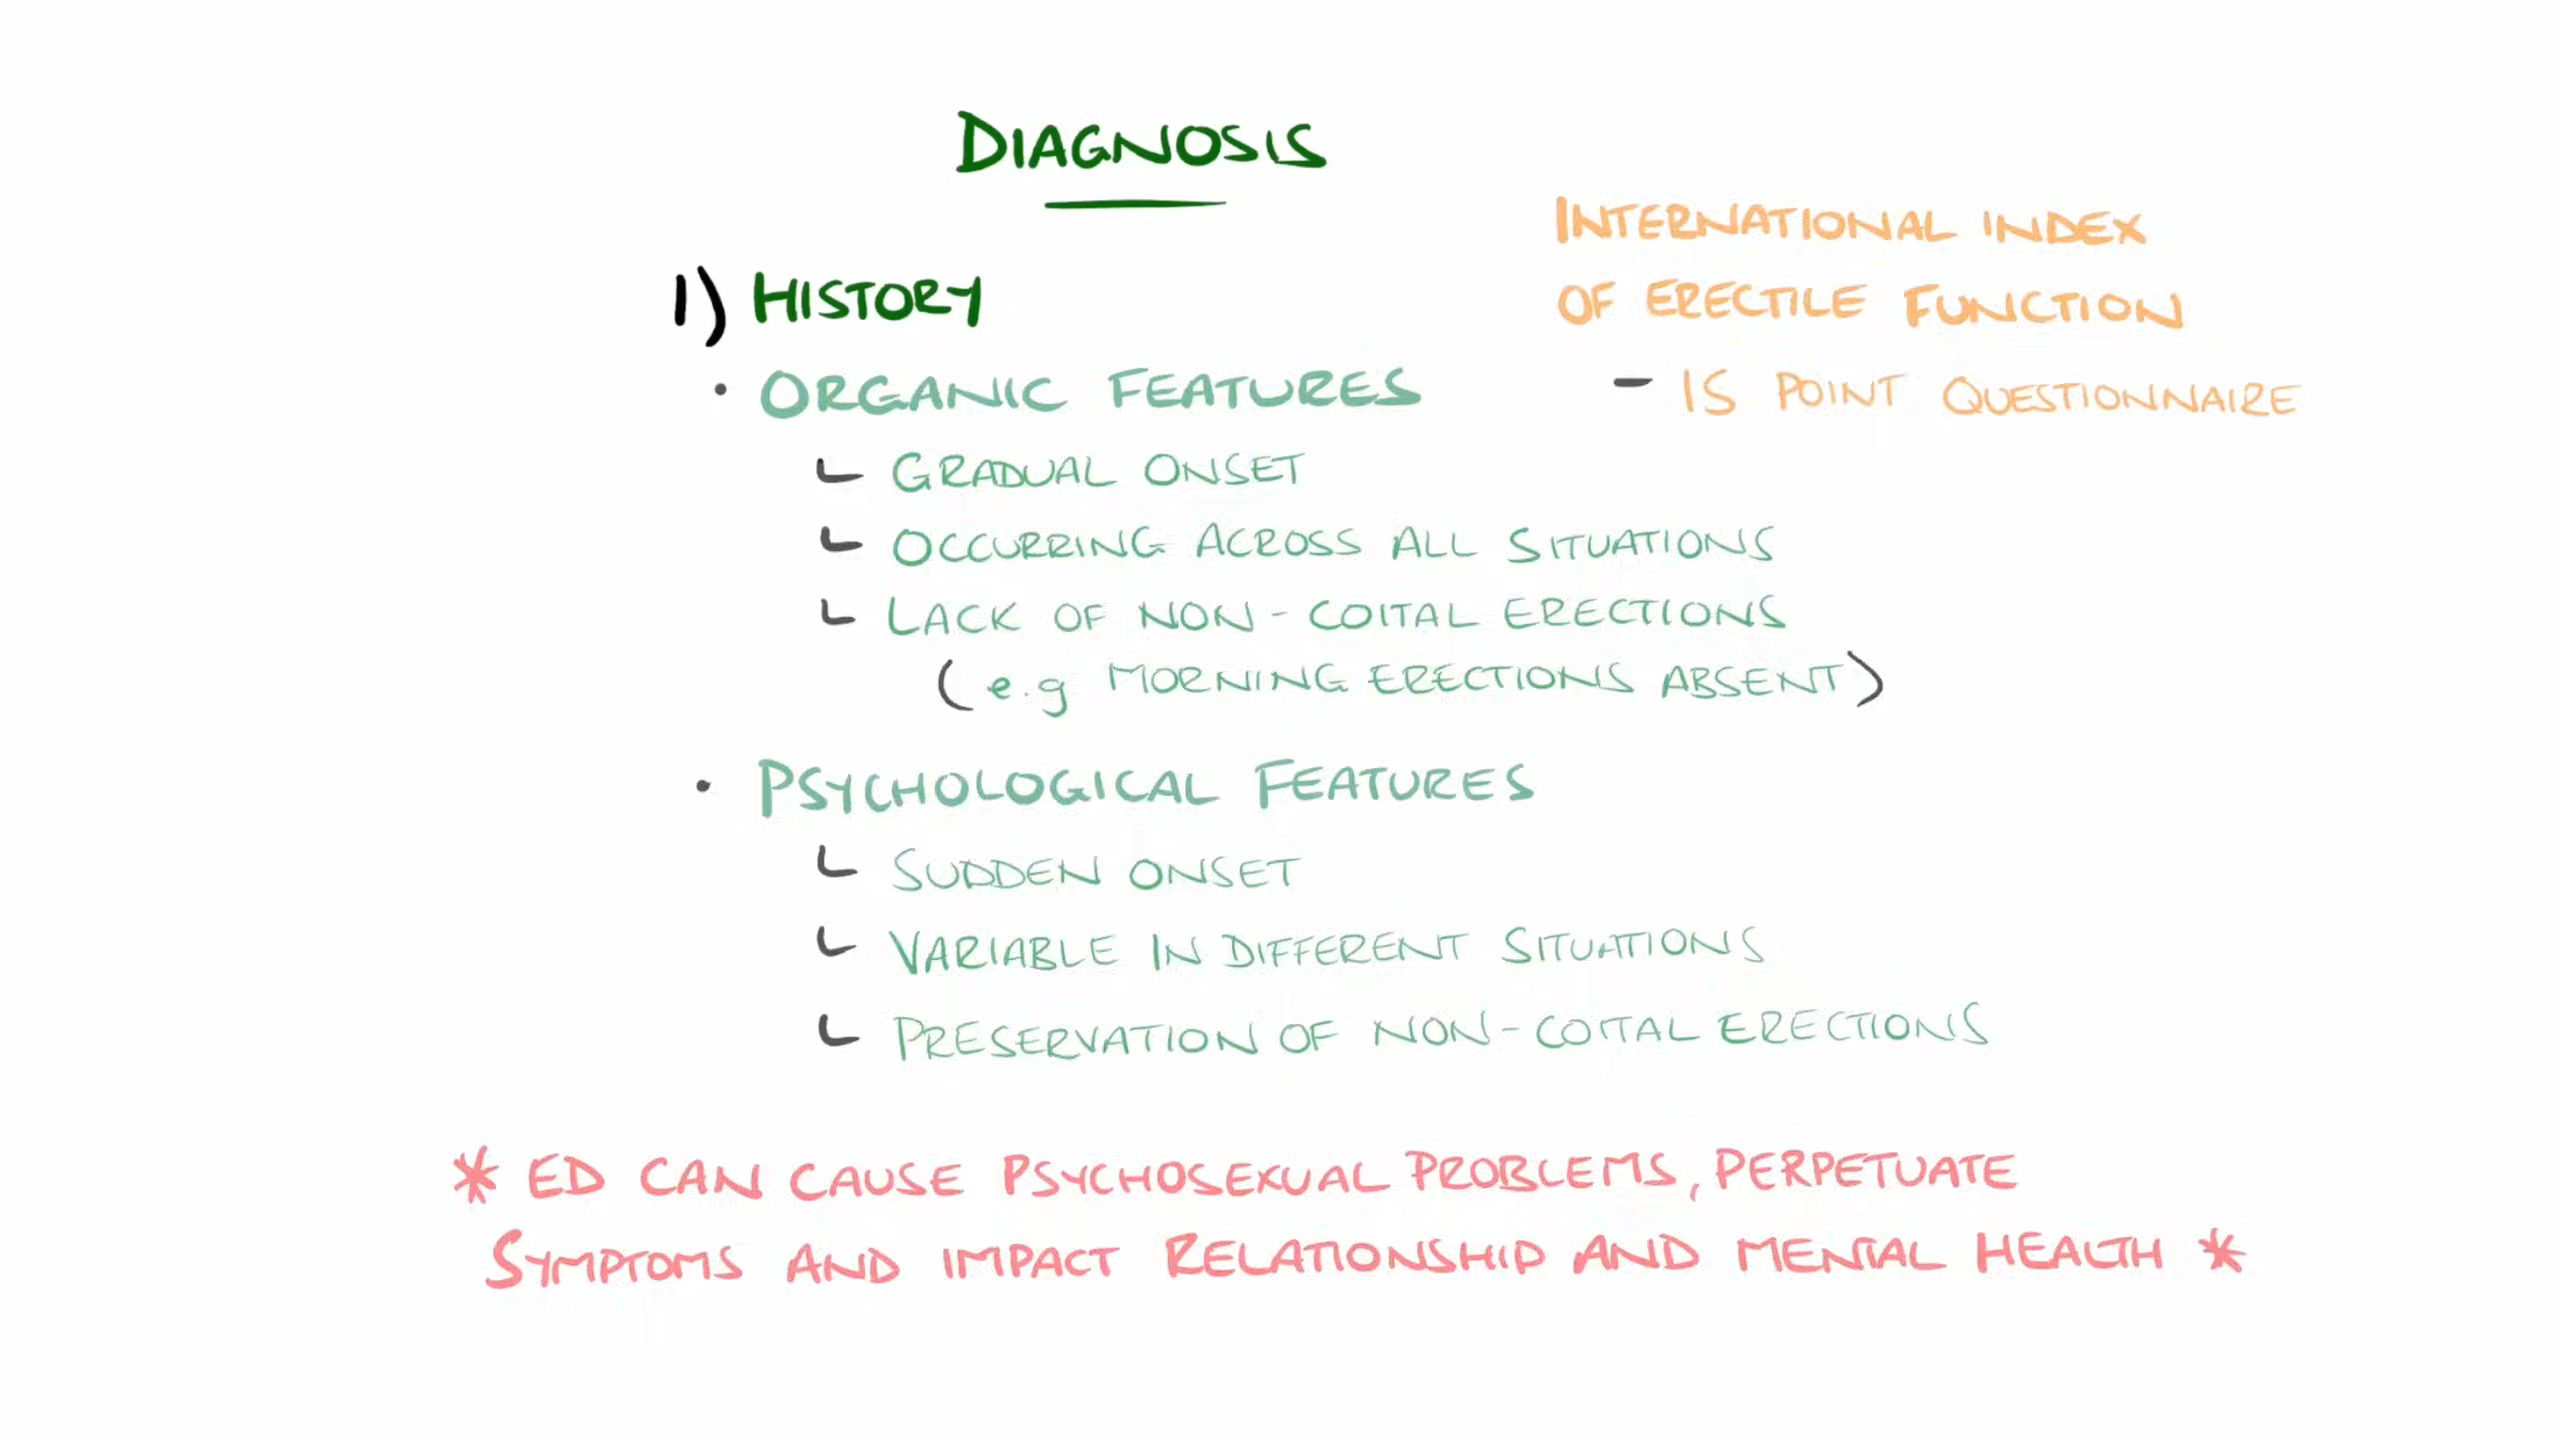 DIAGNOSIS
1) HISTORY
INTERNATIONAL INDEX
OF ERECTILE FUNCTION
- 15 POINT QUESTIONNAIRE
• ORGANIC FEATURES
GRADUAL ONSET
OCCURRING ACROSS ALL SITUATIONS
LACK OF NON-COITAL ERECTIONS
(e.g MORNING ERECTIONS ABSENT)
• PSYCHOLOGICAL FEATURES
SUDDEN ONSET
VARIABLE IN DIFFERENT SITUATIONS
PRESERVATION OF NON-COITAL ERECTIONS
* ED CAN CAUSE PSYCHOSEXUAL PROBLEMS, PERPETUATE
SYMPTOMS AND IMPACT RELATIONSHIP AND MENTAL HEALTH *